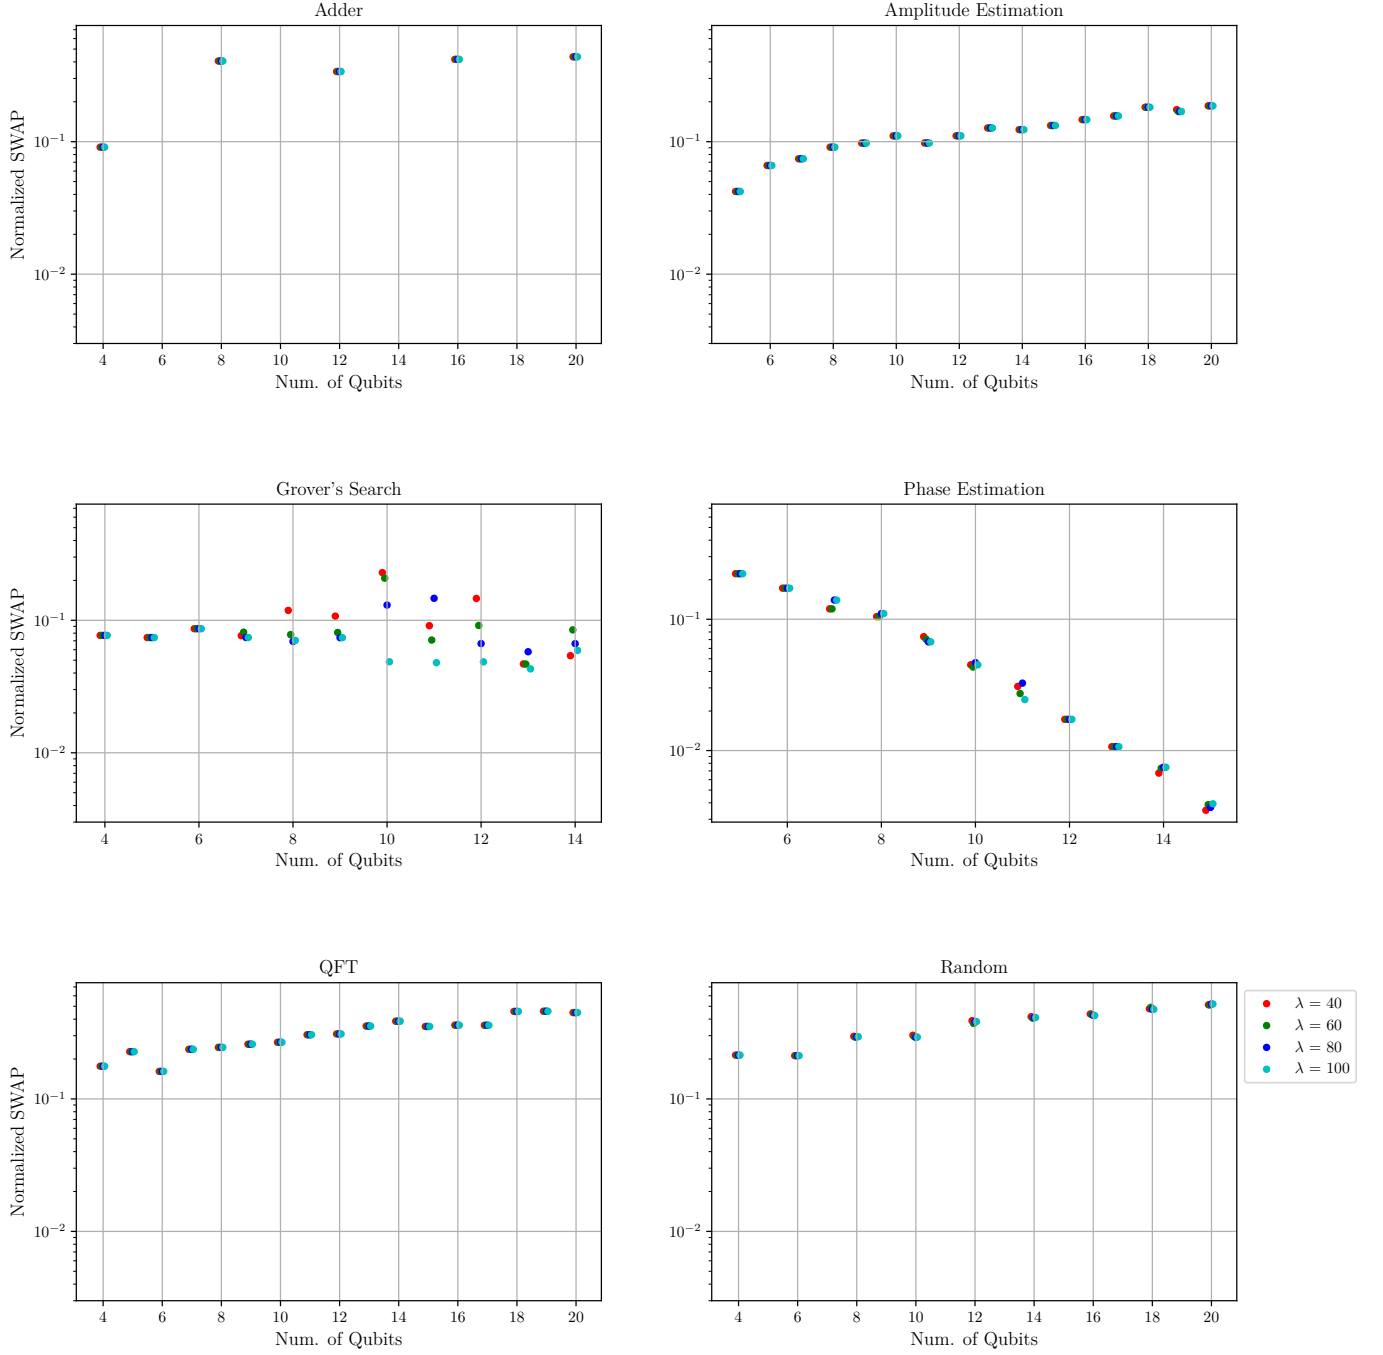 Adder
Amplitude Estimation
Normalized SWAP
10⁻¹
10⁻²
4 6 8 10 12 14 16 18 20
Num. of Qubits
10⁻¹
10⁻²
6 8 10 12 14 16 18 20
Num. of Qubits
Grover's Search
Phase Estimation
Normalized SWAP
10⁻¹
10⁻²
4 6 8 10 12 14
Num. of Qubits
10⁻¹
10⁻²
6 8 10 12 14
Num. of Qubits
QFT
Random
Normalized SWAP
10⁻¹
10⁻²
4 6 8 10 12 14 16 18 20
Num. of Qubits
10⁻¹
10⁻²
4 6 8 10 12 14 16 18 20
Num. of Qubits
λ = 40
λ = 60
λ = 80
λ = 100